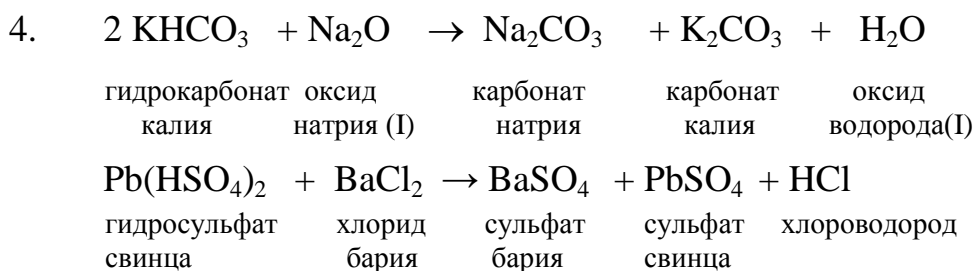 4. 2 KHCO₃ + Na₂O → Na₂CO₃ + K₂CO₃ + H₂O
гидрокарбонат оксид карбонат карбонат оксид
калия натрия (I) натрия калия водорода(I)
Pb(HSO₄)₂ + BaCl₂ → BaSO₄ + PbSO₄ + HCl
гидросульфат хлорид сульфат сульфат хлороводород
свинца бария бария свинца